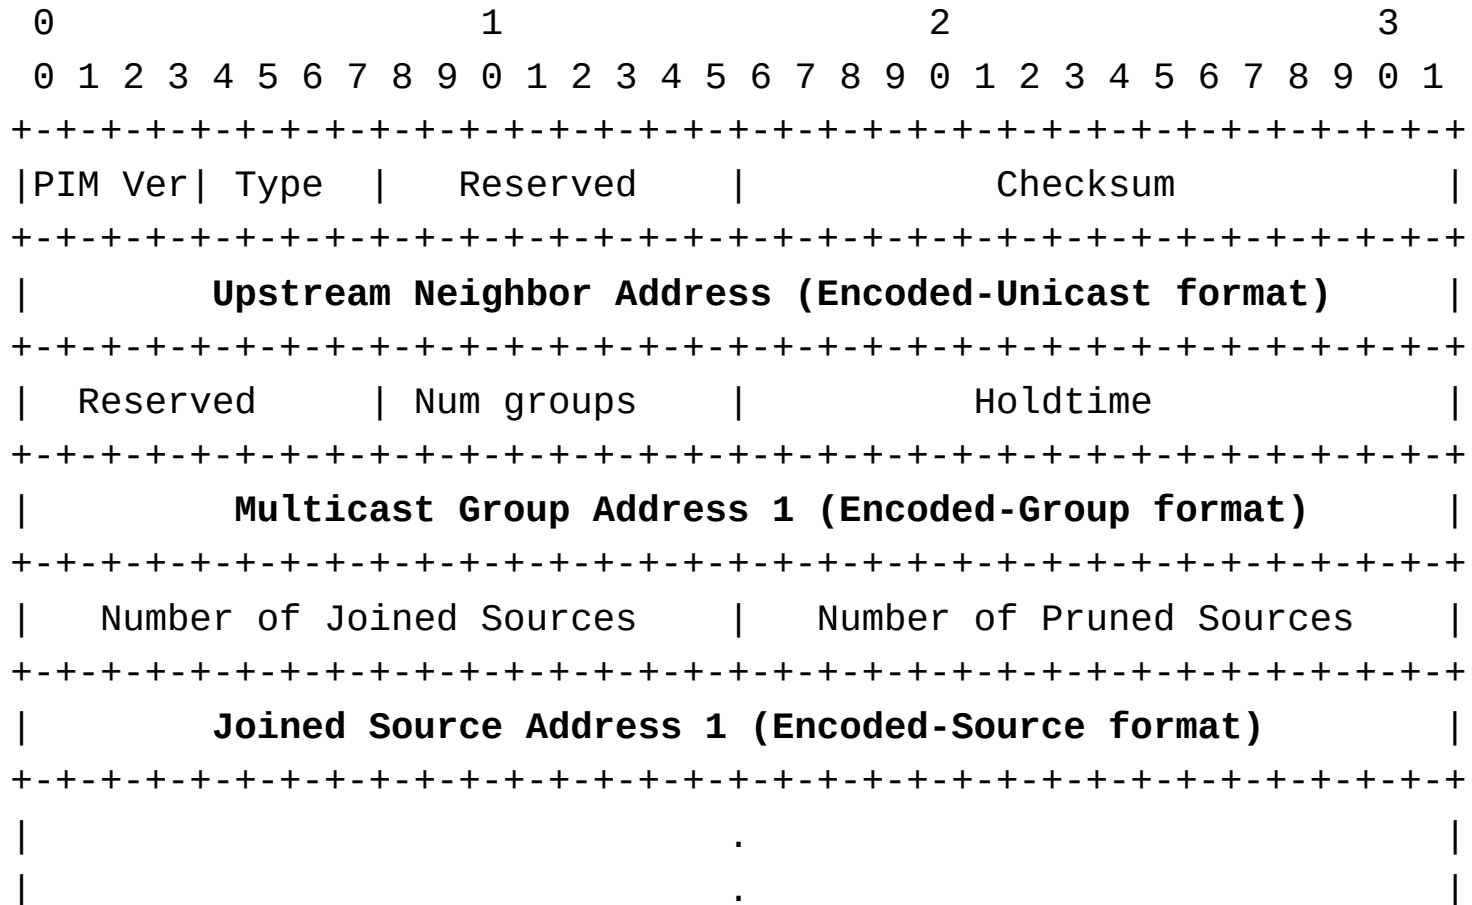 0                   1                   2                   3
 0 1 2 3 4 5 6 7 8 9 0 1 2 3 4 5 6 7 8 9 0 1 2 3 4 5 6 7 8 9 0 1
+-+-+-+-+-+-+-+-+-+-+-+-+-+-+-+-+-+-+-+-+-+-+-+-+-+-+-+-+-+-+-+-+
|PIM Ver| Type  |   Reserved    |           Checksum            |
+-+-+-+-+-+-+-+-+-+-+-+-+-+-+-+-+-+-+-+-+-+-+-+-+-+-+-+-+-+-+-+-+
|        Upstream Neighbor Address (Encoded-Unicast format)     |
+-+-+-+-+-+-+-+-+-+-+-+-+-+-+-+-+-+-+-+-+-+-+-+-+-+-+-+-+-+-+-+-+
|  Reserved     | Num groups    |          Holdtime             |
+-+-+-+-+-+-+-+-+-+-+-+-+-+-+-+-+-+-+-+-+-+-+-+-+-+-+-+-+-+-+-+-+
|         Multicast Group Address 1 (Encoded-Group format)      |
+-+-+-+-+-+-+-+-+-+-+-+-+-+-+-+-+-+-+-+-+-+-+-+-+-+-+-+-+-+-+-+-+
|   Number of Joined Sources    |   Number of Pruned Sources    |
+-+-+-+-+-+-+-+-+-+-+-+-+-+-+-+-+-+-+-+-+-+-+-+-+-+-+-+-+-+-+-+-+
|        Joined Source Address 1 (Encoded-Source format)        |
+-+-+-+-+-+-+-+-+-+-+-+-+-+-+-+-+-+-+-+-+-+-+-+-+-+-+-+-+-+-+-+-+
|                               .                               |
|                               .                               |